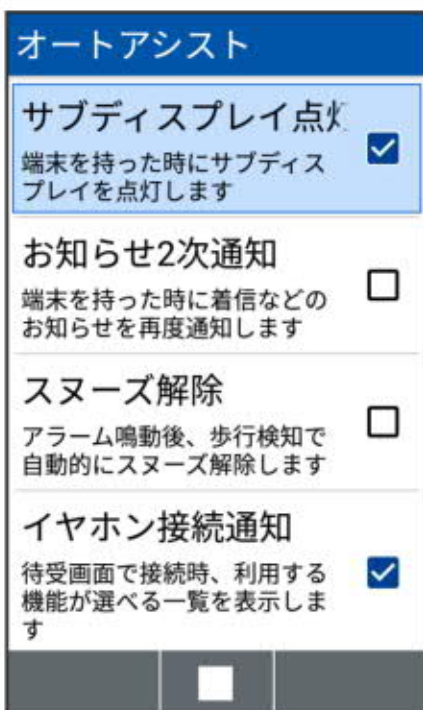 オートアシスト
サブディスプレイ点
端末を持った時にサブディス
プレイを点灯します
お知らせ2次通知
端末を持った時に着信などの
お知らせを再度通知します
スヌーズ解除
アラーム鳴動後、歩行検知で
自動的にスヌーズ解除します
イヤホン接続通知
待受画面で接続時、利用する
機能が選べる一覧を表示しま
す